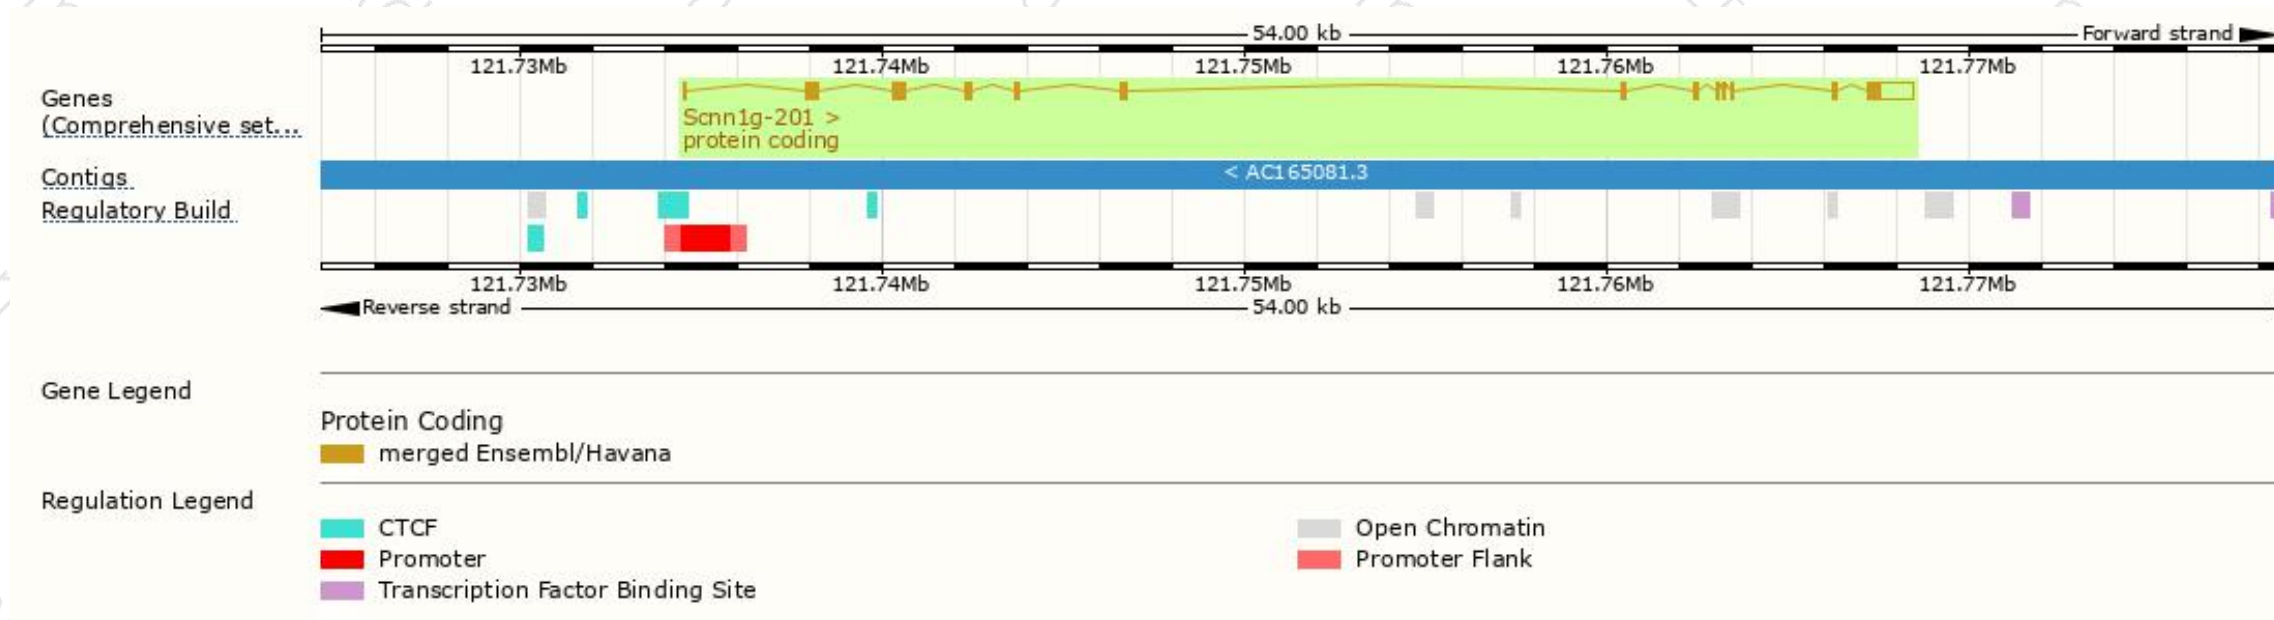 54.00 kb Forward strand
121.73Mb 121.74Mb 121.75Mb 121.76Mb 121.77Mb
Genes
(Comprehensive set...
Scnn1g-201 >
protein coding
Contigs
< AC165081.3
Regulatory Build
121.73Mb 121.74Mb 121.75Mb 121.76Mb 121.77Mb
Reverse strand 54.00 kb
Gene Legend
Protein Coding
merged Ensembl/Havana
Regulation Legend
CTCF Open Chromatin
Promoter Promoter Flank
Transcription Factor Binding Site